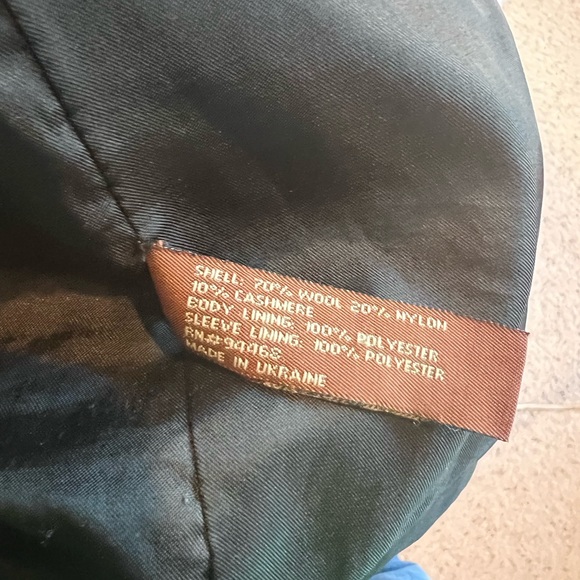 SHELL: 70% WOOL 20% NYLON
10% CASHMERE
BODY LINING: 100% POLYESTER
SLEEVE LINING: 100% POLYESTER
RN#99968
MADE IN UKRAINE